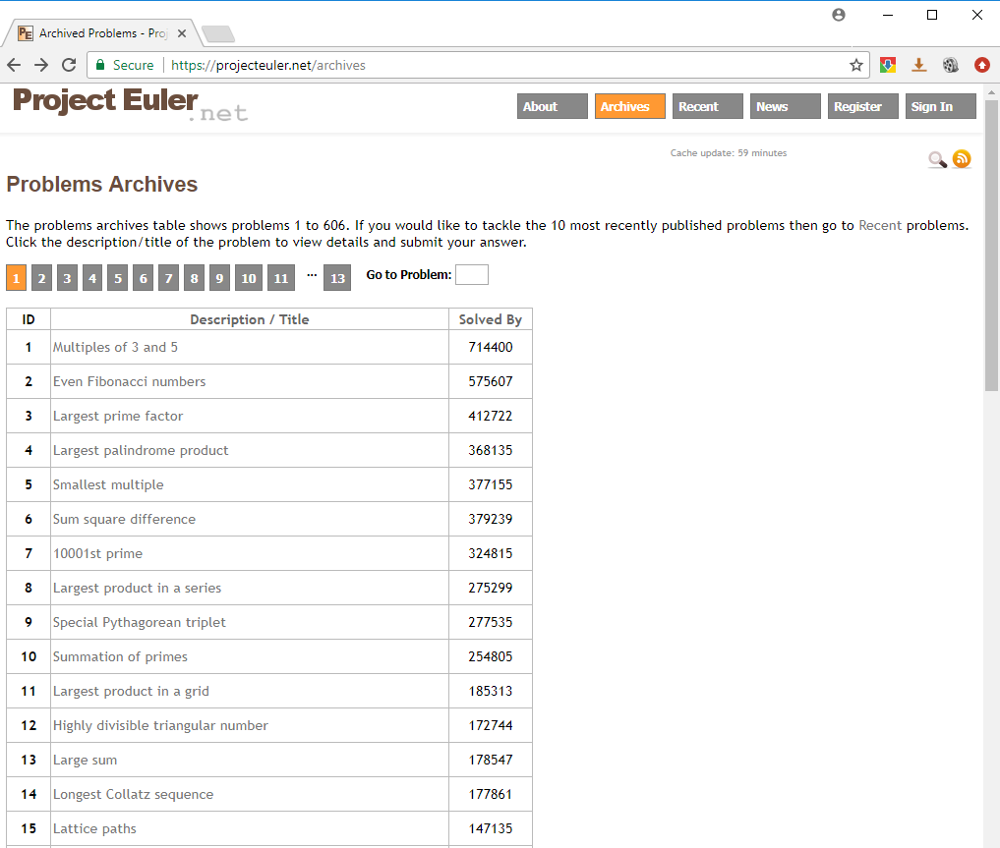 Archived Problems - Pro
Secure https://projecteuler.net/archives
Project Euler.net
About Archives Recent News Register Sign In
Cache update: 59 minutes
Problems Archives
The problems archives table shows problems 1 to 606. If you would like to tackle the 10 most recently published problems then go to Recent problems.
Click the description/title of the problem to view details and submit your answer.
1 2 3 4 5 6 7 8 9 10 11 ... 13 Go to Problem:
ID Description / Title Solved By
1 Multiples of 3 and 5 714400
2 Even Fibonacci numbers 575607
3 Largest prime factor 412722
4 Largest palindrome product 368135
5 Smallest multiple 377155
6 Sum square difference 379239
7 10001st prime 324815
8 Largest product in a series 275299
9 Special Pythagorean triplet 277535
10 Summation of primes 254805
11 Largest product in a grid 185313
12 Highly divisible triangular number 172744
13 Large sum 178547
14 Longest Collatz sequence 177861
15 Lattice paths 147135